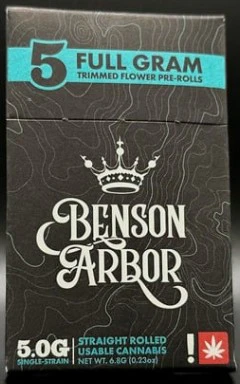 5 FULL GRAM
TRIMMED FLOWER PRE-ROLLS
BENSON
ARBOR
5.0G
SINGLE-STRAIN
STRAIGHT ROLLED
USABLE CANNABIS
NET WT. 6.8G (0.23oz)
!